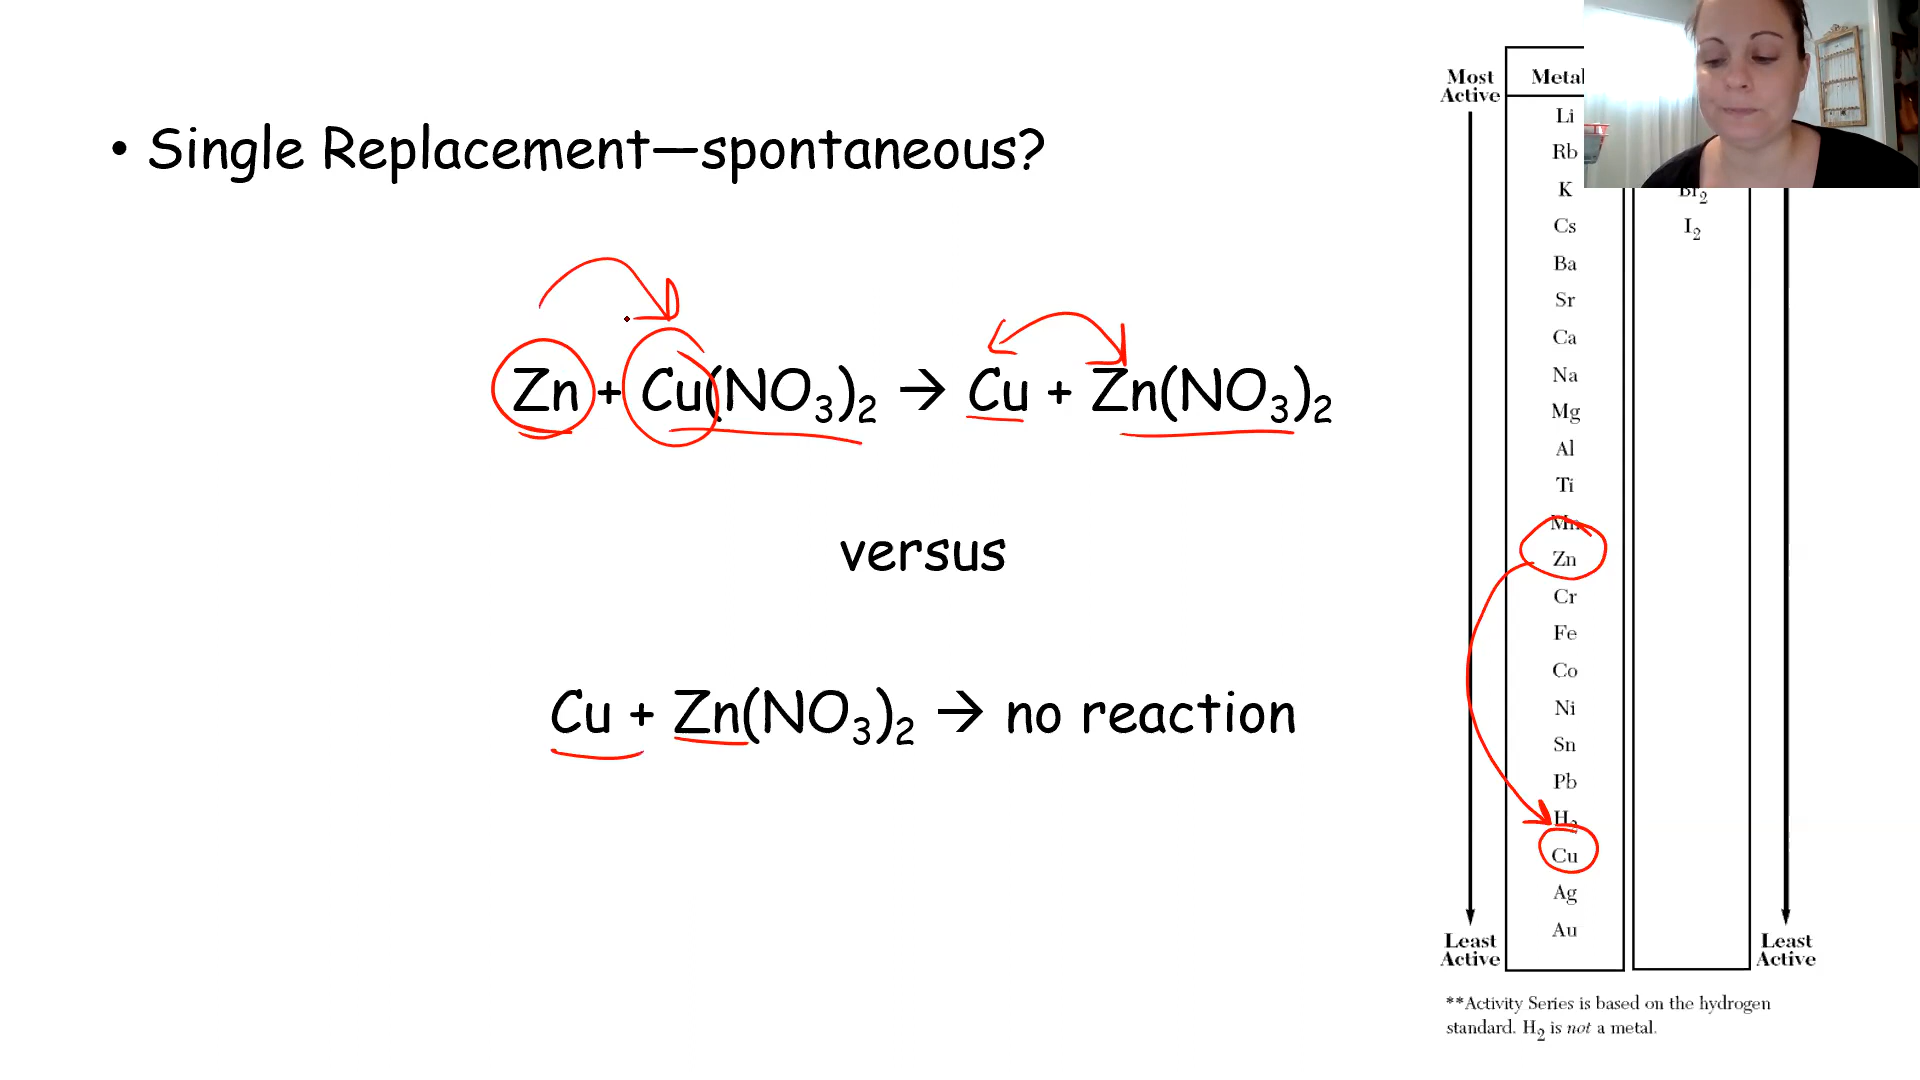 • Single Replacement—spontaneous?
Zn + Cu(NO₃)₂ → Cu + Zn(NO₃)₂
versus
Cu + Zn(NO₃)₂ → no reaction
Most
Active
Metal
Li
Rb
K
Cs
Ba
Sr
Ca
Na
Mg
Al
Ti
Mn
Zn
Cr
Fe
Co
Ni
Sn
Pb
H₂
Cu
Ag
Au
Least
Active
Br₂
I₂
Least
Active
**Activity Series is based on the hydrogen
standard. H₂ is not a metal.